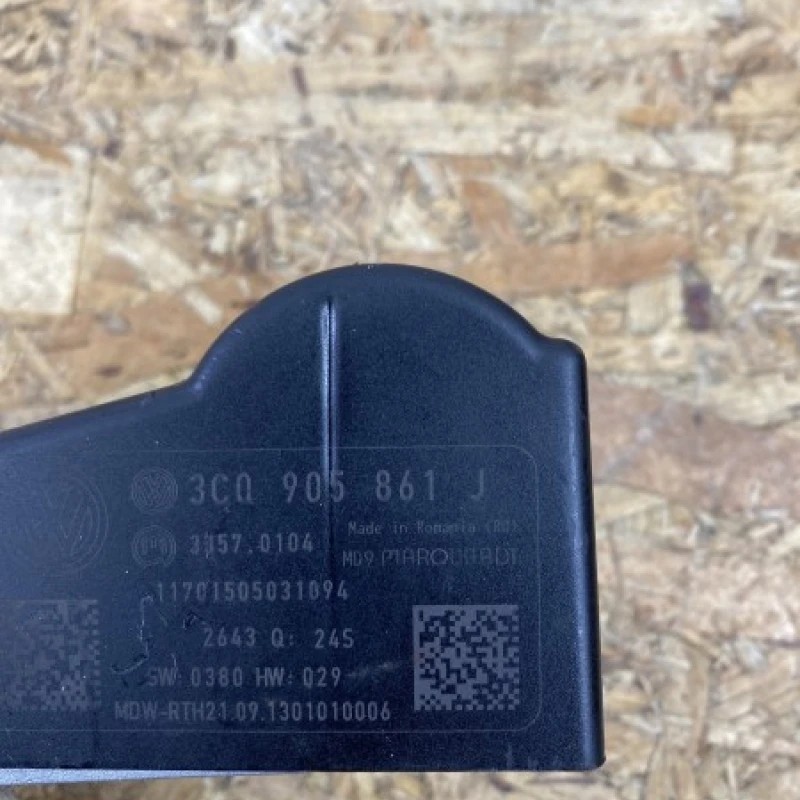 3CQ 905 861 J
Made in Romania (RO)
3157.0104
MD9 MARQUARDT
11701505031094
2643 Q: 245
SW: 0380 HW: 029
MDW-RTH21.09.1301010006